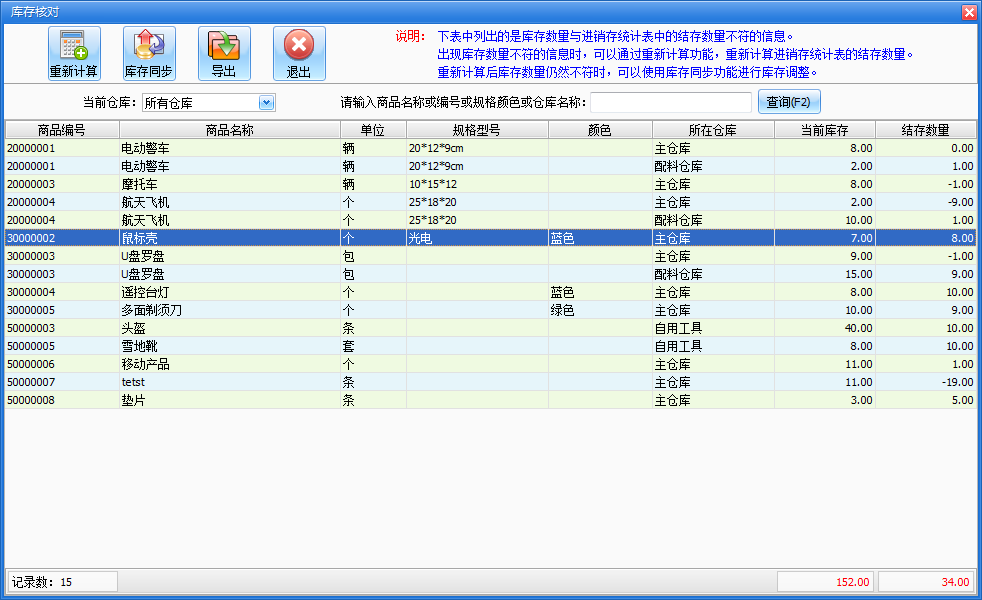 库存核对
重新计算 库存同步 导出 退出
说明： 下表中列出的是库存数量与进销存统计表中的结存数量不符的信息。
出现库存数量不符的信息时，可以通过重新计算功能，重新计算进销存统计表的结存数量。
重新计算后库存数量仍然不符时，可以使用库存同步功能进行库存调整。
当前仓库： 所有仓库 请输入商品名称或编号或规格颜色或仓库名称： 查询(F2)
商品编号 商品名称 单位 规格型号 颜色 所在仓库 当前库存 结存数量
20000001 电动警车 辆 20*12*9cm 主仓库 8.00 0.00
20000001 电动警车 辆 20*12*9cm 配料仓库 2.00 1.00
20000003 摩托车 辆 10*15*12 主仓库 8.00 -1.00
20000004 航天飞机 个 25*18*20 主仓库 2.00 -9.00
20000004 航天飞机 个 25*18*20 配料仓库 10.00 1.00
30000002 鼠标壳 个 光电 蓝色 主仓库 7.00 8.00
30000003 U盘罗盘 包 主仓库 9.00 -1.00
30000003 U盘罗盘 包 配料仓库 15.00 9.00
30000004 遥控台灯 个 蓝色 主仓库 8.00 10.00
30000005 多面剃须刀 个 绿色 主仓库 10.00 9.00
50000003 头盔 条 自用工具 40.00 10.00
50000005 雪地靴 套 自用工具 8.00 10.00
50000006 移动产品 个 主仓库 11.00 1.00
50000007 tetst 条 主仓库 11.00 -19.00
50000008 垫片 条 主仓库 3.00 5.00
记录数：15 152.00 34.00